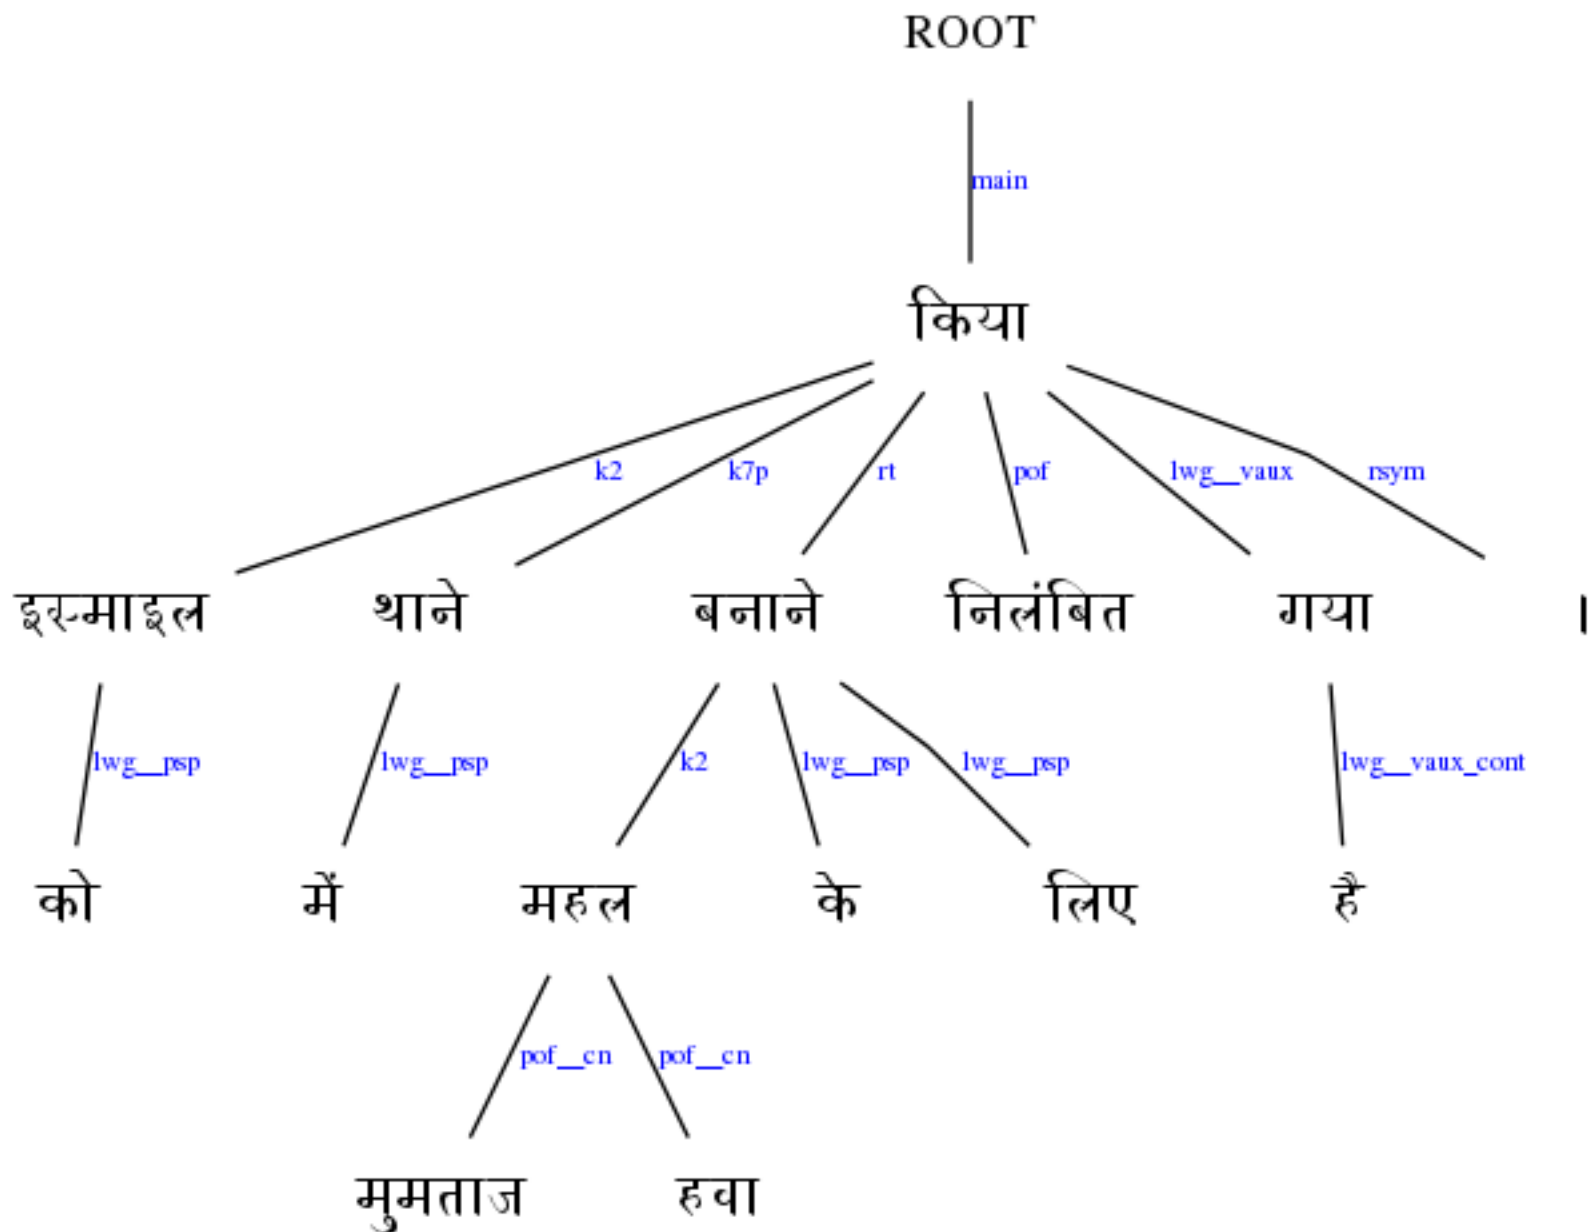 ROOT
main
किया
k2 k7p rt pof lwg__vaux rsym
इस्माइल थाने बनाने निलंबित गया ।
lwg__psp lwg__psp k2 lwg__psp lwg__psp lwg__vaux_cont
को में महल के लिए है
pof__cn pof__cn
मुमताज हवा